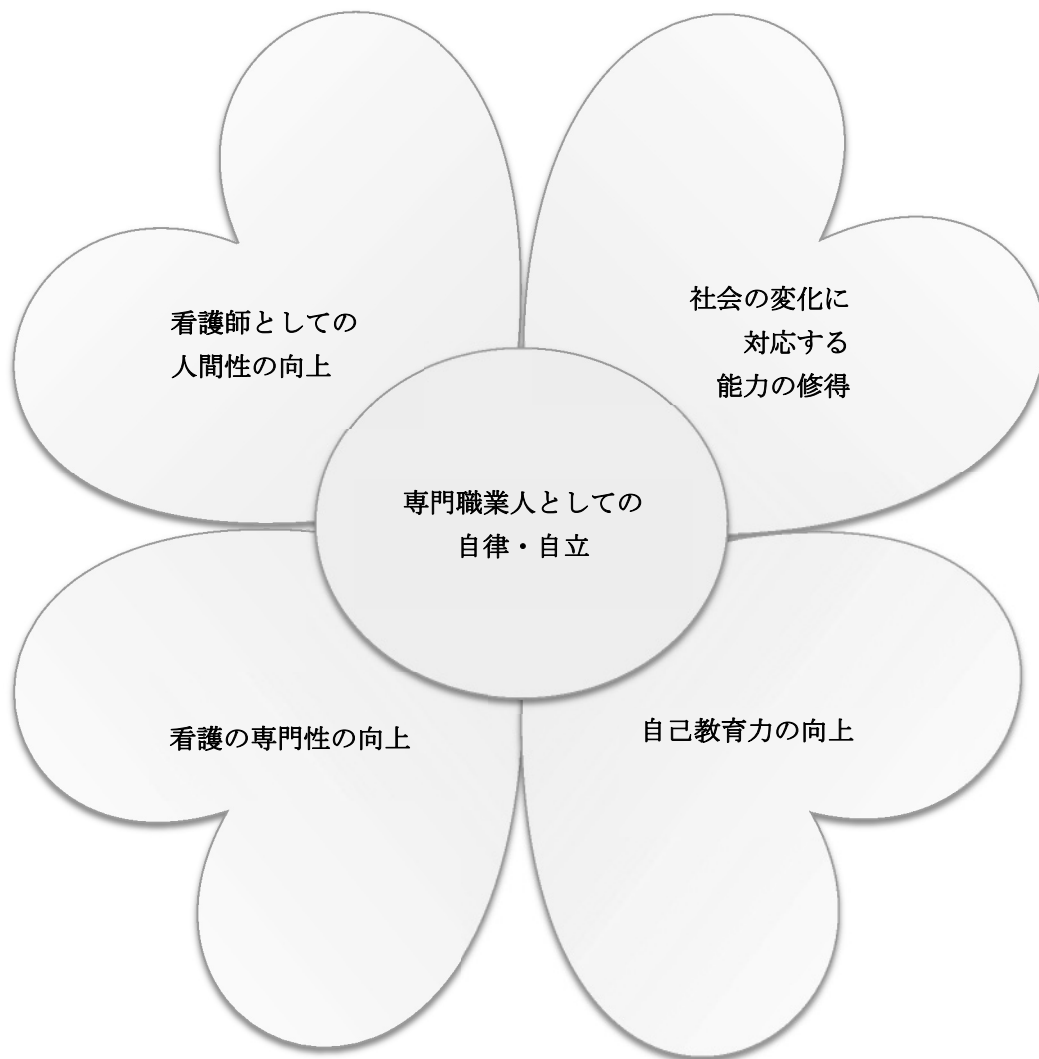 看護師としての
人間性の向上
社会の変化に
対応する
能力の修得
専門職業人としての
自律・自立
看護の専門性の向上
自己教育力の向上